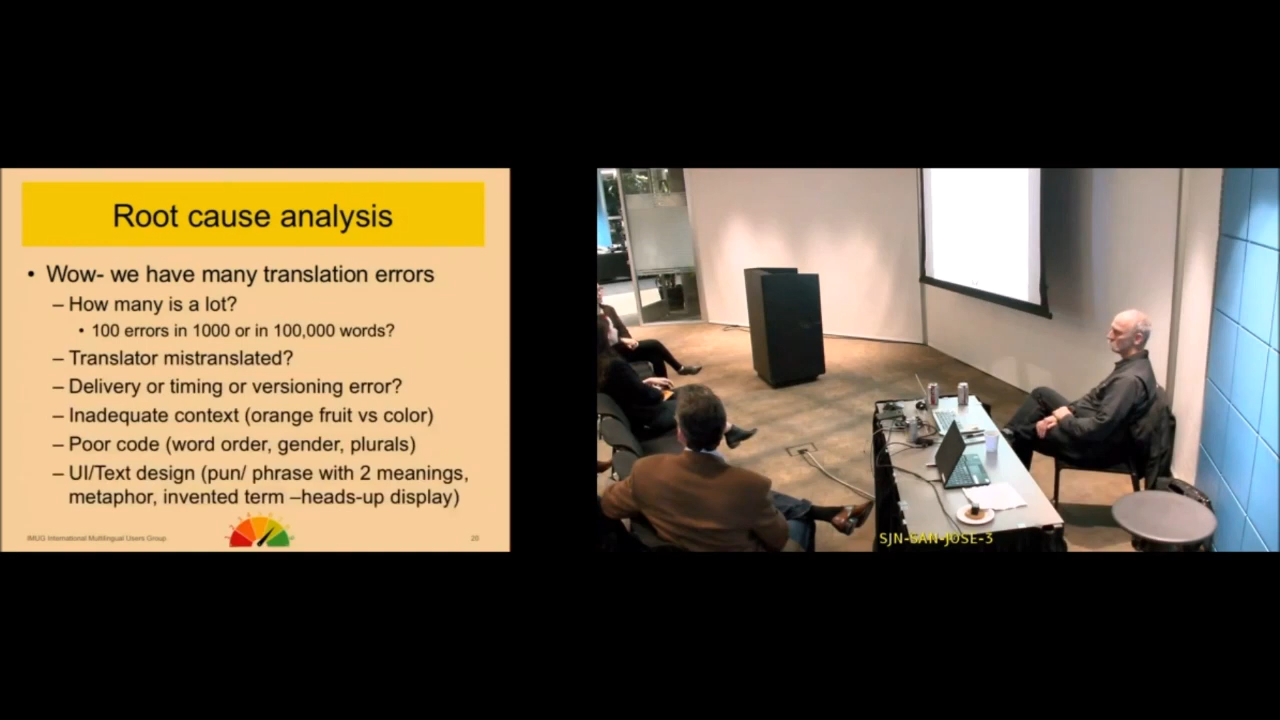 Root cause analysis
• Wow- we have many translation errors
– How many is a lot?
• 100 errors in 1000 or in 100,000 words?
– Translator mistranslated?
– Delivery or timing or versioning error?
– Inadequate context (orange fruit vs color)
– Poor code (word order, gender, plurals)
– UI/Text design (pun/ phrase with 2 meanings,
metaphor, invented term –heads-up display)
IMUG International Multilingual Users Group
20
SJN-SAN-JOSE-3